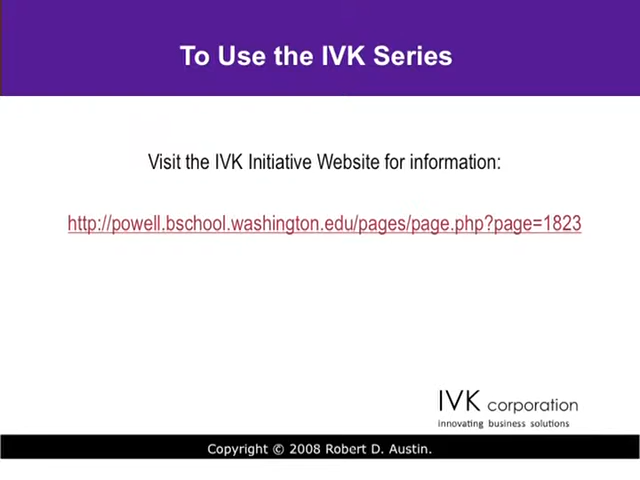 To Use the IVK Series
Visit the IVK Initiative Website for information:
http://powell.bschool.washington.edu/pages/page.php?page=1823
IVK corporation
innovating business solutions
Copyright © 2008 Robert D. Austin.